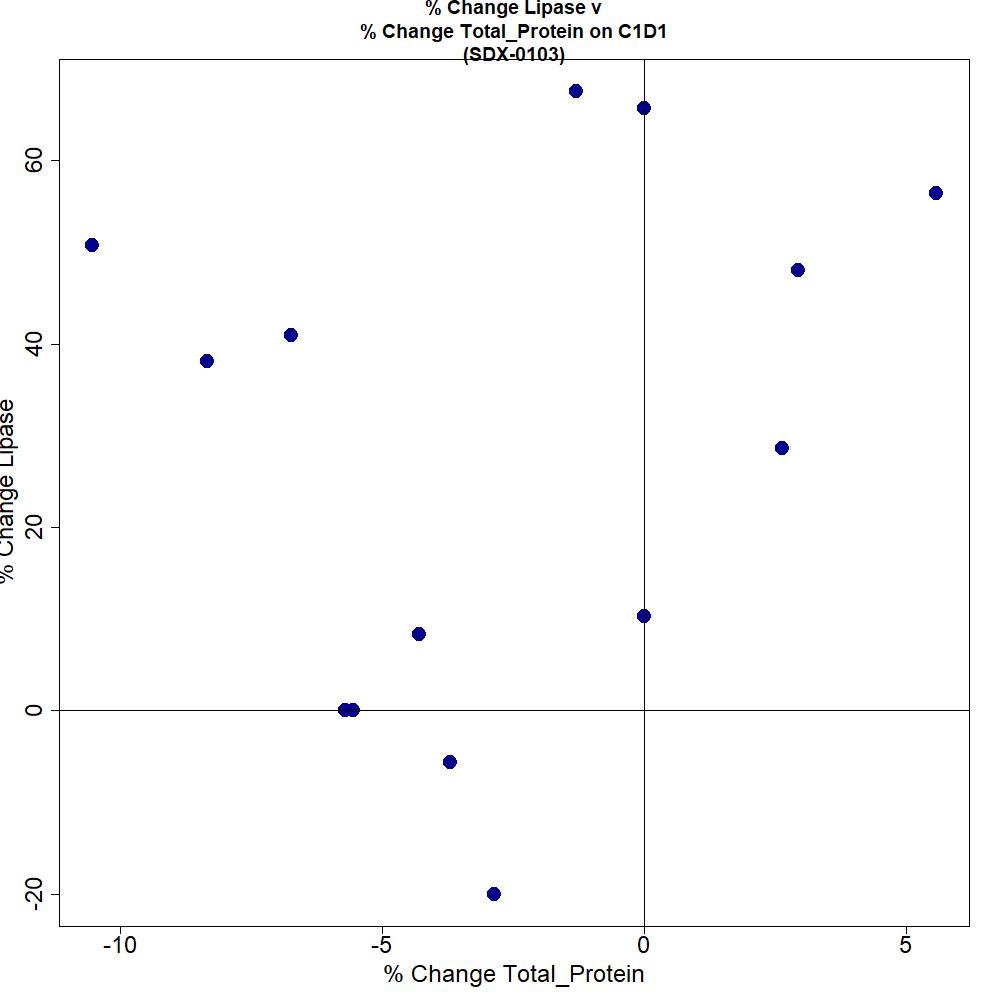 % Change Lipase v
% Change Total_Protein on C1D1
(SDX-0103)
60
40
20
0
-20
% Change Lipase
-10
-5
0
5
% Change Total_Protein